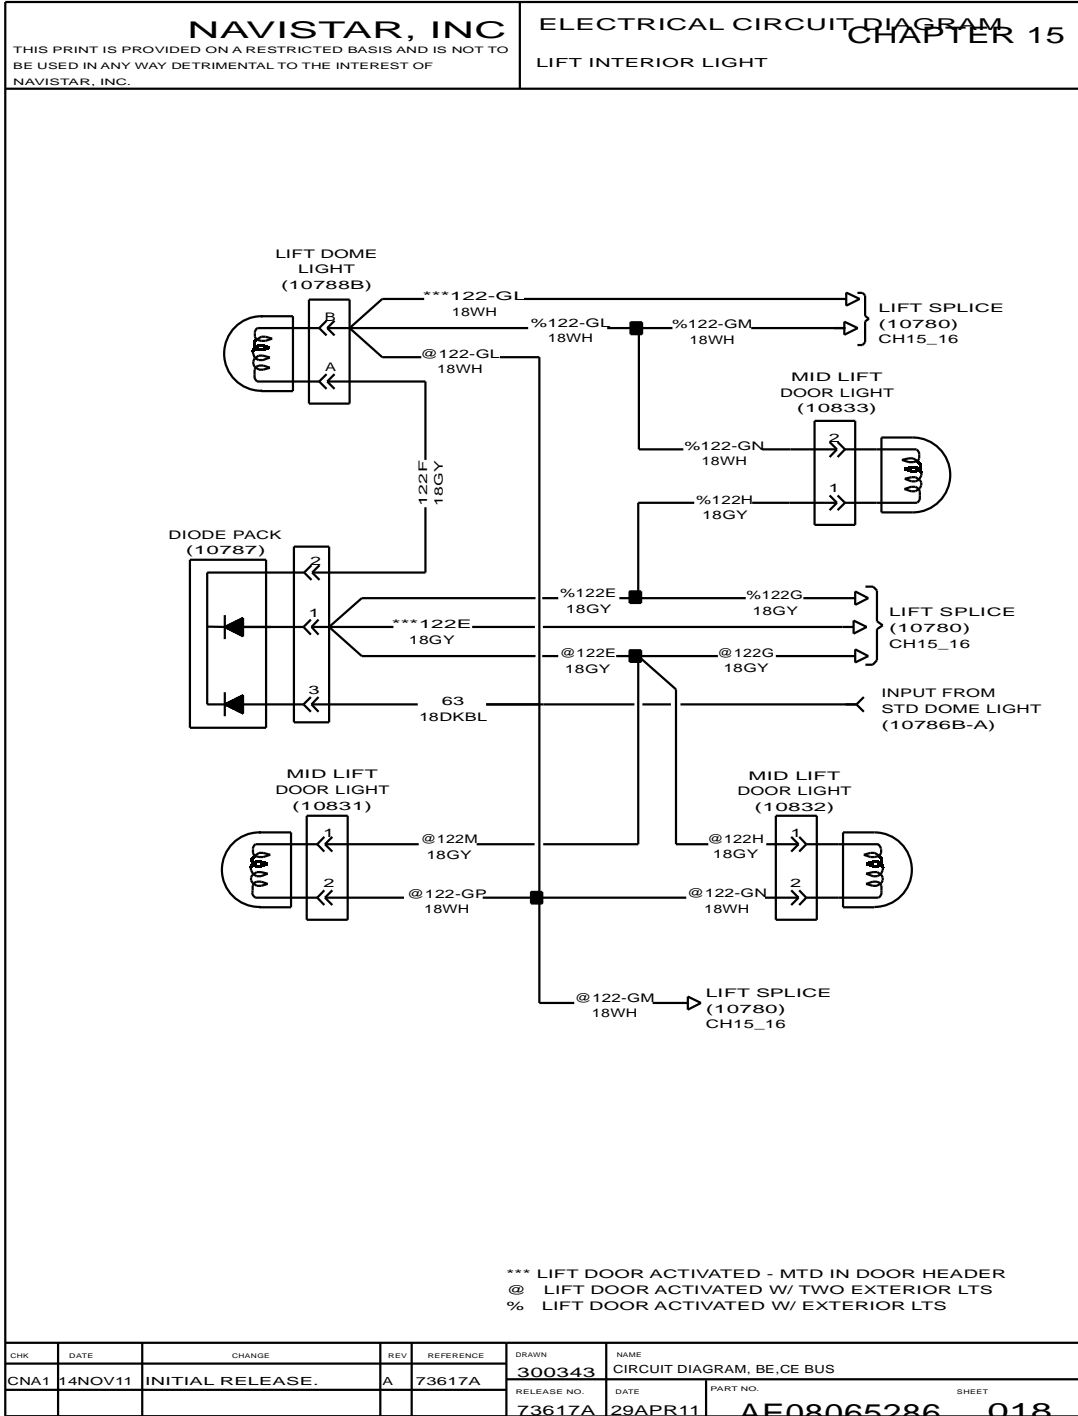 NAVISTAR, INC
THIS PRINT IS PROVIDED ON A RESTRICTED BASIS AND IS NOT TO
BE USED IN ANY WAY DETRIMENTAL TO THE INTEREST OF
NAVISTAR, INC.
ELECTRICAL CIRCUIT DIAGRAM
CHAPTER 15
LIFT INTERIOR LIGHT
LIFT DOME
LIGHT
(10788B)
B
A
***122-GL
18WH
%122-GL
18WH
%122-GM
18WH
@122-GL
18WH
LIFT SPLICE
(10780)
CH15_16
MID LIFT
DOOR LIGHT
(10833)
2
1
%122-GN
18WH
%122H
18GY
122F
18GY
DIODE PACK
(10787)
2
1
3
%122E
18GY
%122G
18GY
***122E
18GY
@122E
18GY
@122G
18GY
LIFT SPLICE
(10780)
CH15_16
63
18DKBL
INPUT FROM
STD DOME LIGHT
(10786B-A)
MID LIFT
DOOR LIGHT
(10831)
1
2
@122M
18GY
@122-GP
18WH
MID LIFT
DOOR LIGHT
(10832)
1
2
@122H
18GY
@122-GN
18WH
@122-GM
18WH
LIFT SPLICE
(10780)
CH15_16
*** LIFT DOOR ACTIVATED - MTD IN DOOR HEADER
@ LIFT DOOR ACTIVATED W/ TWO EXTERIOR LTS
% LIFT DOOR ACTIVATED W/ EXTERIOR LTS
CHK DATE CHANGE REV REFERENCE
CNA1 14NOV11 INITIAL RELEASE. A 73617A
DRAWN
300343
NAME
CIRCUIT DIAGRAM, BE,CE BUS
RELEASE NO.
73617A
DATE
29APR11
PART NO.
AE08065286
SHEET
018